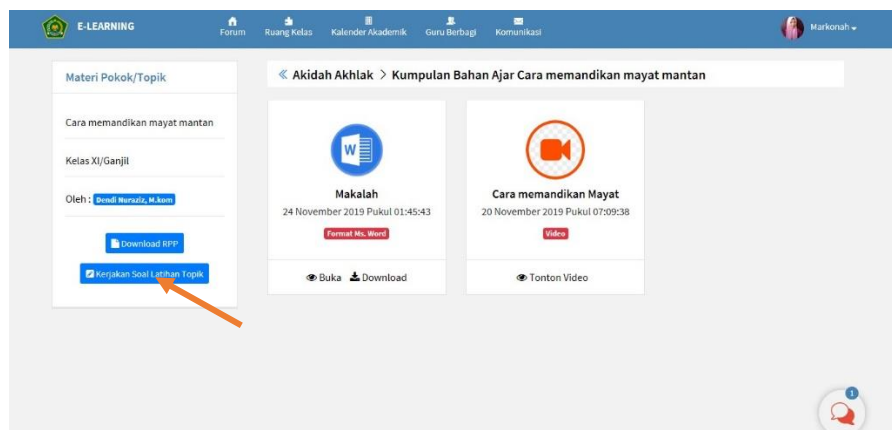 E-LEARNING
Forum
Ruang Kelas
Kalender Akademik
Guru Berbagi
Komunikasi
Markonah
Materi Pokok/Topik
Cara memandikan mayat mantan
Kelas XI/Ganjil
Oleh : Dendi Nuraziz, M.kom
Download RPP
Kerjakan Soal Latihan Topik
« Akidah Akhlak > Kumpulan Bahan Ajar Cara memandikan mayat mantan
W
Makalah
24 November 2019 Pukul 01:45:43
Format Ms. Word
Buka Download
Cara memandikan Mayat
20 November 2019 Pukul 07:09:38
Video
Tonton Video
1